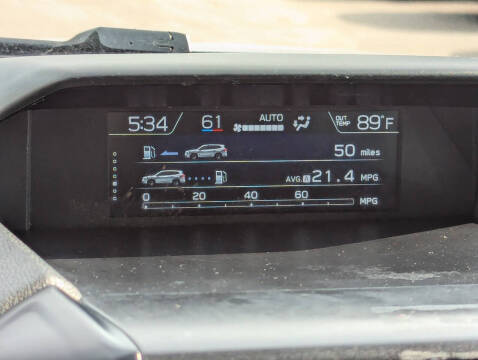 5:34 61 AUTO OUT TEMP 89°F
50 miles
AVG. A 21.4 MPG
0 20 40 60
MPG